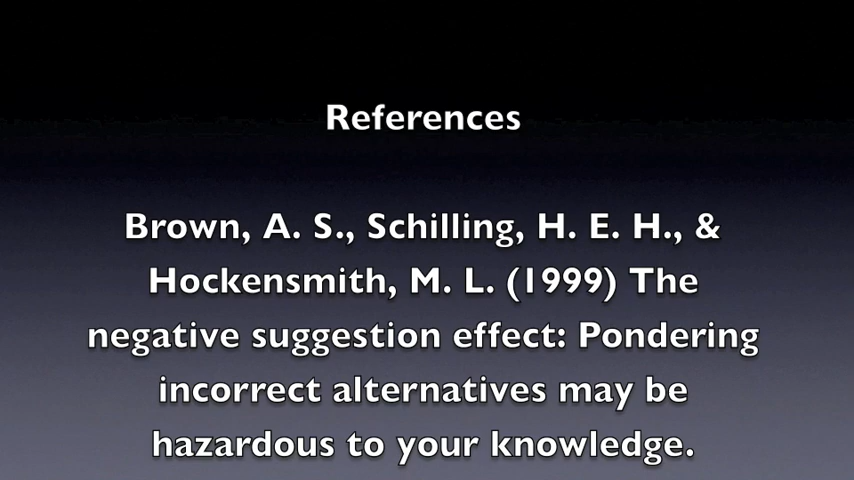 References
Brown, A. S., Schilling, H. E. H., &
Hockensmith, M. L. (1999) The
negative suggestion effect: Pondering
incorrect alternatives may be
hazardous to your knowledge.